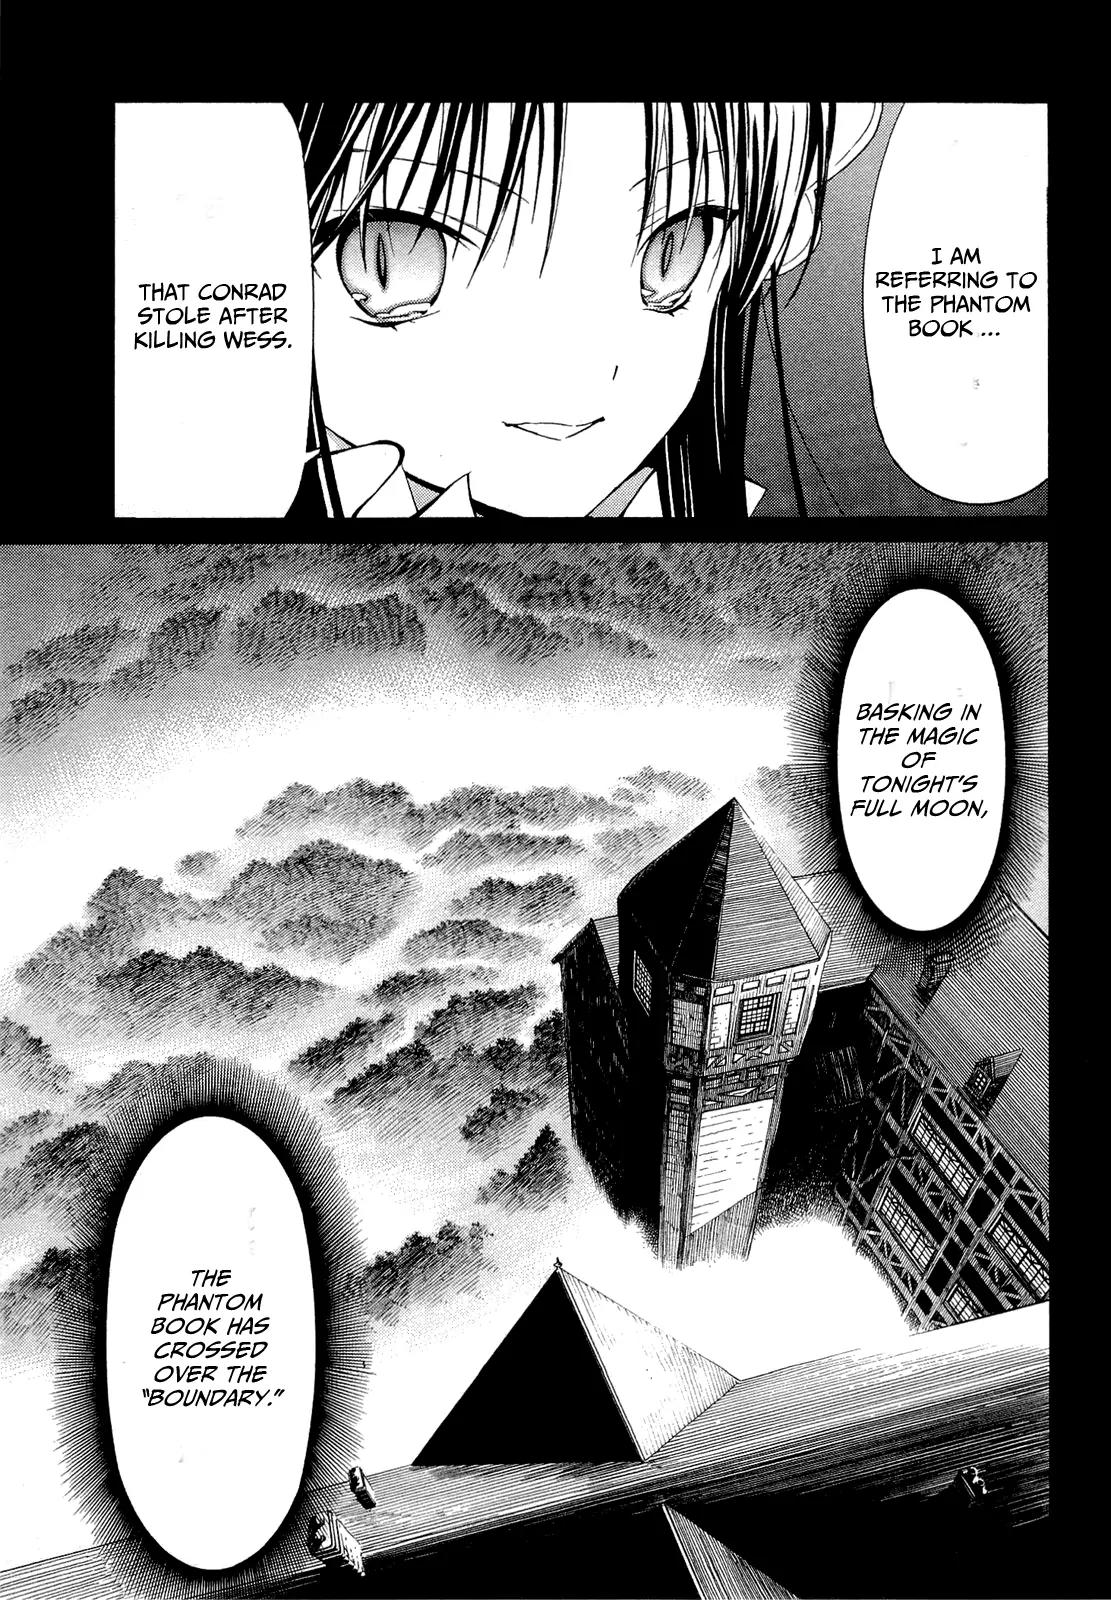 I AM
REFERRING TO
THE PHANTOM
BOOK ...
THAT CONRAD
STOLE AFTER
KILLING WESS.
BASKING IN
THE MAGIC
OF
TONIGHT'S
FULL MOON,
THE
PHANTOM
BOOK HAS
CROSSED
OVER THE
"BOUNDARY."